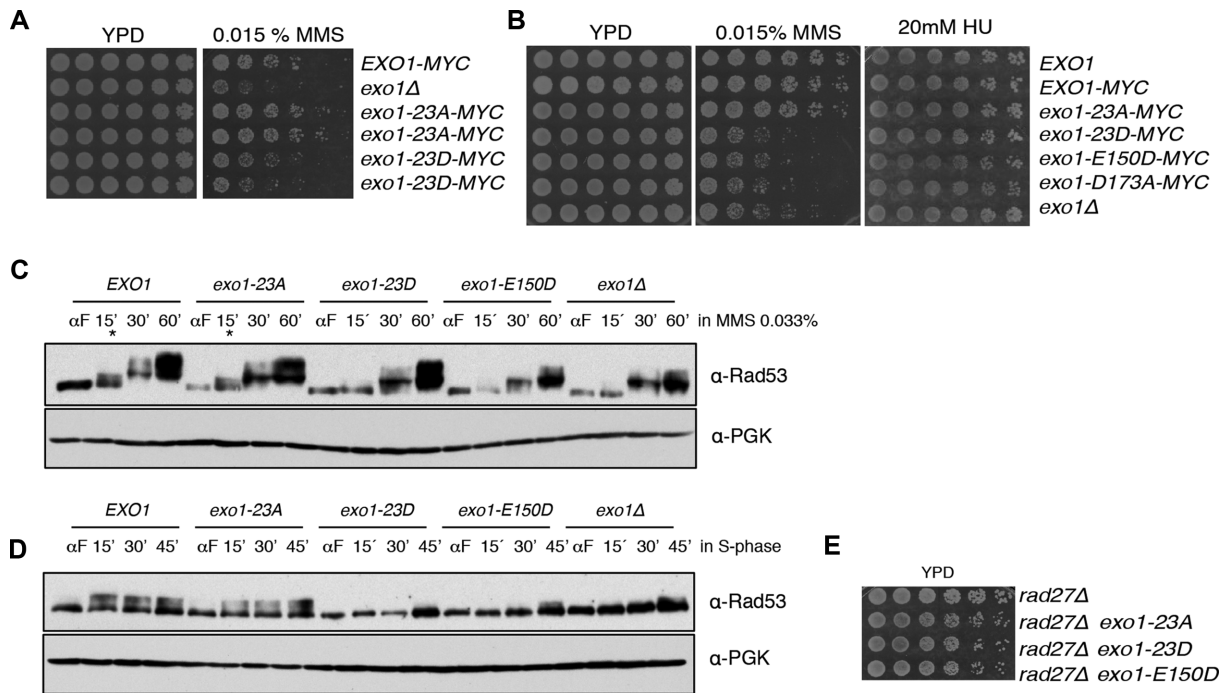 A
YPD
0.015 % MMS
EXO1-MYC
exo1Δ
exo1-23A-MYC
exo1-23A-MYC
exo1-23D-MYC
exo1-23D-MYC
B
YPD
0.015% MMS
20mM HU
EXO1
EXO1-MYC
exo1-23A-MYC
exo1-23D-MYC
exo1-E150D-MYC
exo1-D173A-MYC
exo1Δ
C
EXO1 exo1-23A exo1-23D exo1-E150D exo1Δ
αF 15' 30' 60' αF 15' 30' 60' αF 15´ 30' 60' αF 15´ 30' 60' αF 15´ 30' 60' in MMS 0.033%
* *
α-Rad53
α-PGK
D
EXO1 exo1-23A exo1-23D exo1-E150D exo1Δ
αF 15' 30' 45' αF 15' 30' 45' αF 15´ 30' 45' αF 15´ 30' 45' αF 15´ 30' 45' in S-phase
α-Rad53
α-PGK
E
YPD
rad27Δ
rad27Δ exo1-23A
rad27Δ exo1-23D
rad27Δ exo1-E150D